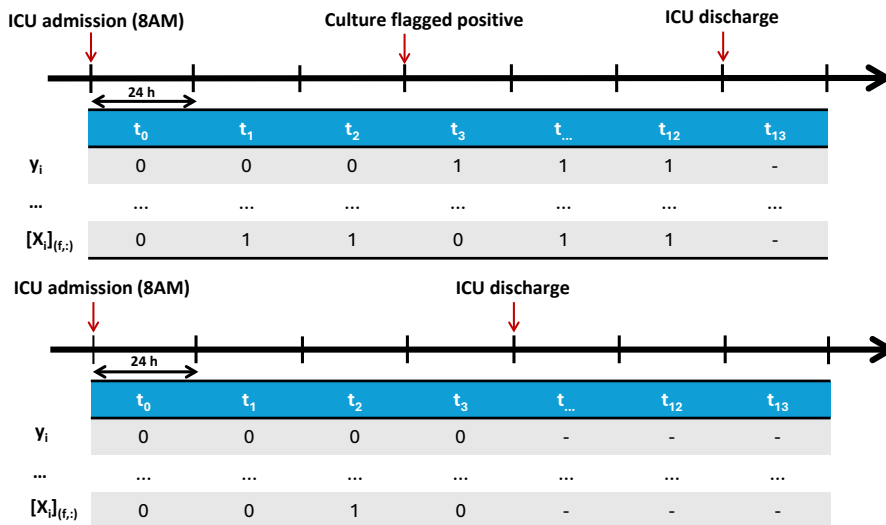 ICU admission (8AM) Culture flagged positive ICU discharge
24 h
t0 t1 t2 t3 t... t12 t13
yi 0 0 0 1 1 1 -
... ... ... ... ... ... ... ...
[Xi](f,:) 0 1 1 0 1 1 -
ICU admission (8AM) ICU discharge
24 h
t0 t1 t2 t3 t... t12 t13
yi 0 0 0 0 - - -
... ... ... ... ... ... ... ...
[Xi](f,:) 0 0 1 0 - - -